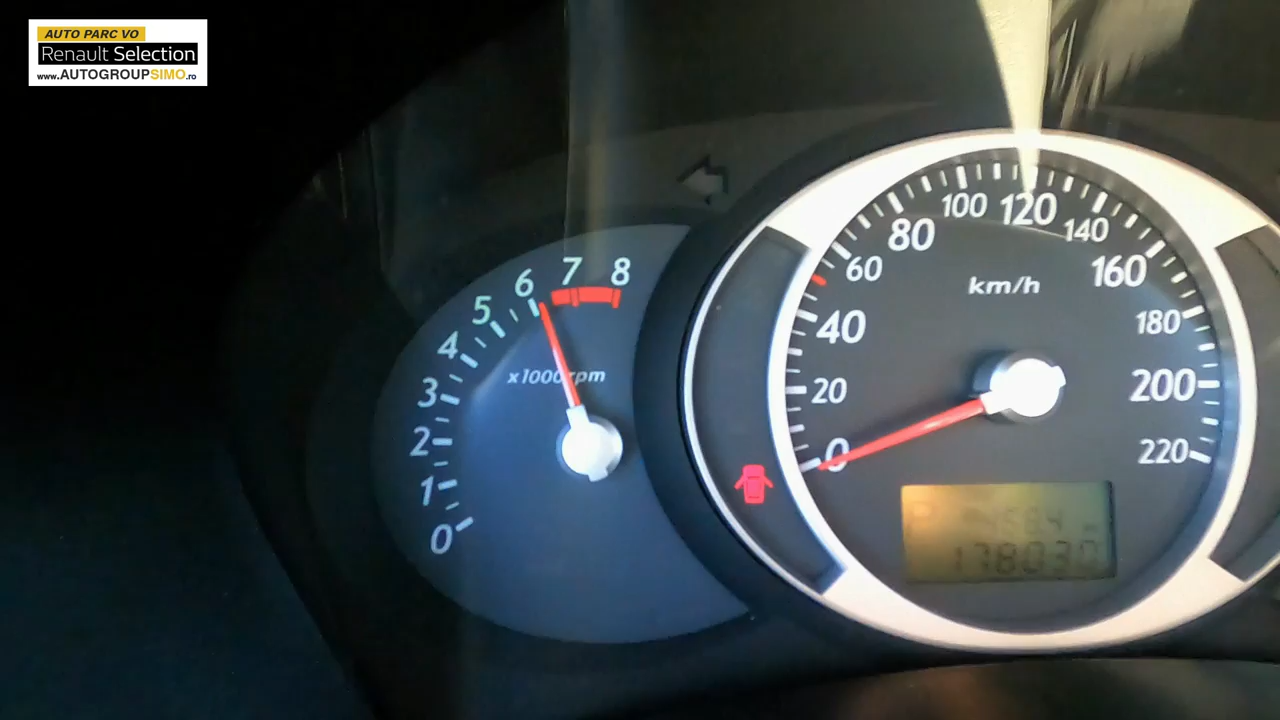 AUTO PARC VO
Renault Selection
www.AUTOGROUPSIMO.ro
0 1 2 3 4 5 6 7 8
x1000rpm
0 20 40 60 80 100 120 140 160 180 200 220
km/h
178030